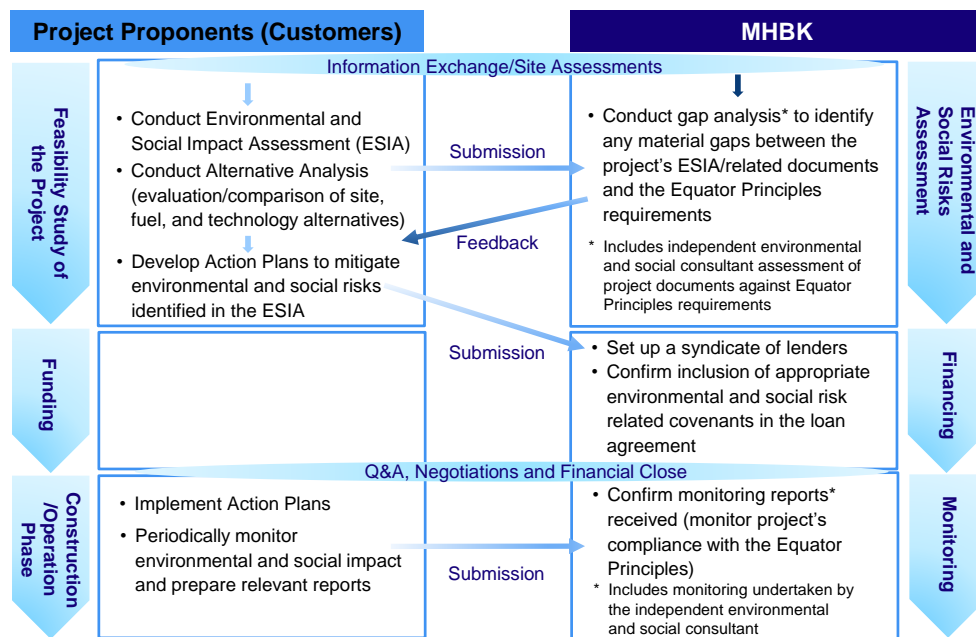 Project Proponents (Customers)
MHBK
Information Exchange/Site Assessments
Feasibility Study of
the Project
• Conduct Environmental and
Social Impact Assessment (ESIA)
• Conduct Alternative Analysis
(evaluation/comparison of site,
fuel, and technology alternatives)
• Develop Action Plans to mitigate
environmental and social risks
identified in the ESIA
Submission
Feedback
• Conduct gap analysis* to identify
any material gaps between the
project's ESIA/related documents
and the Equator Principles
requirements
* Includes independent environmental
and social consultant assessment of
project documents against Equator
Principles requirements
Environmental and
Social Risks
Assessment
Funding
Submission
• Set up a syndicate of lenders
• Confirm inclusion of appropriate
environmental and social risk
related covenants in the loan
agreement
Financing
Q&A, Negotiations and Financial Close
Construction
/Operation
Phase
• Implement Action Plans
• Periodically monitor
environmental and social impact
and prepare relevant reports
Submission
• Confirm monitoring reports*
received (monitor project's
compliance with the Equator
Principles)
* Includes monitoring undertaken by
the independent environmental
and social consultant
Monitoring